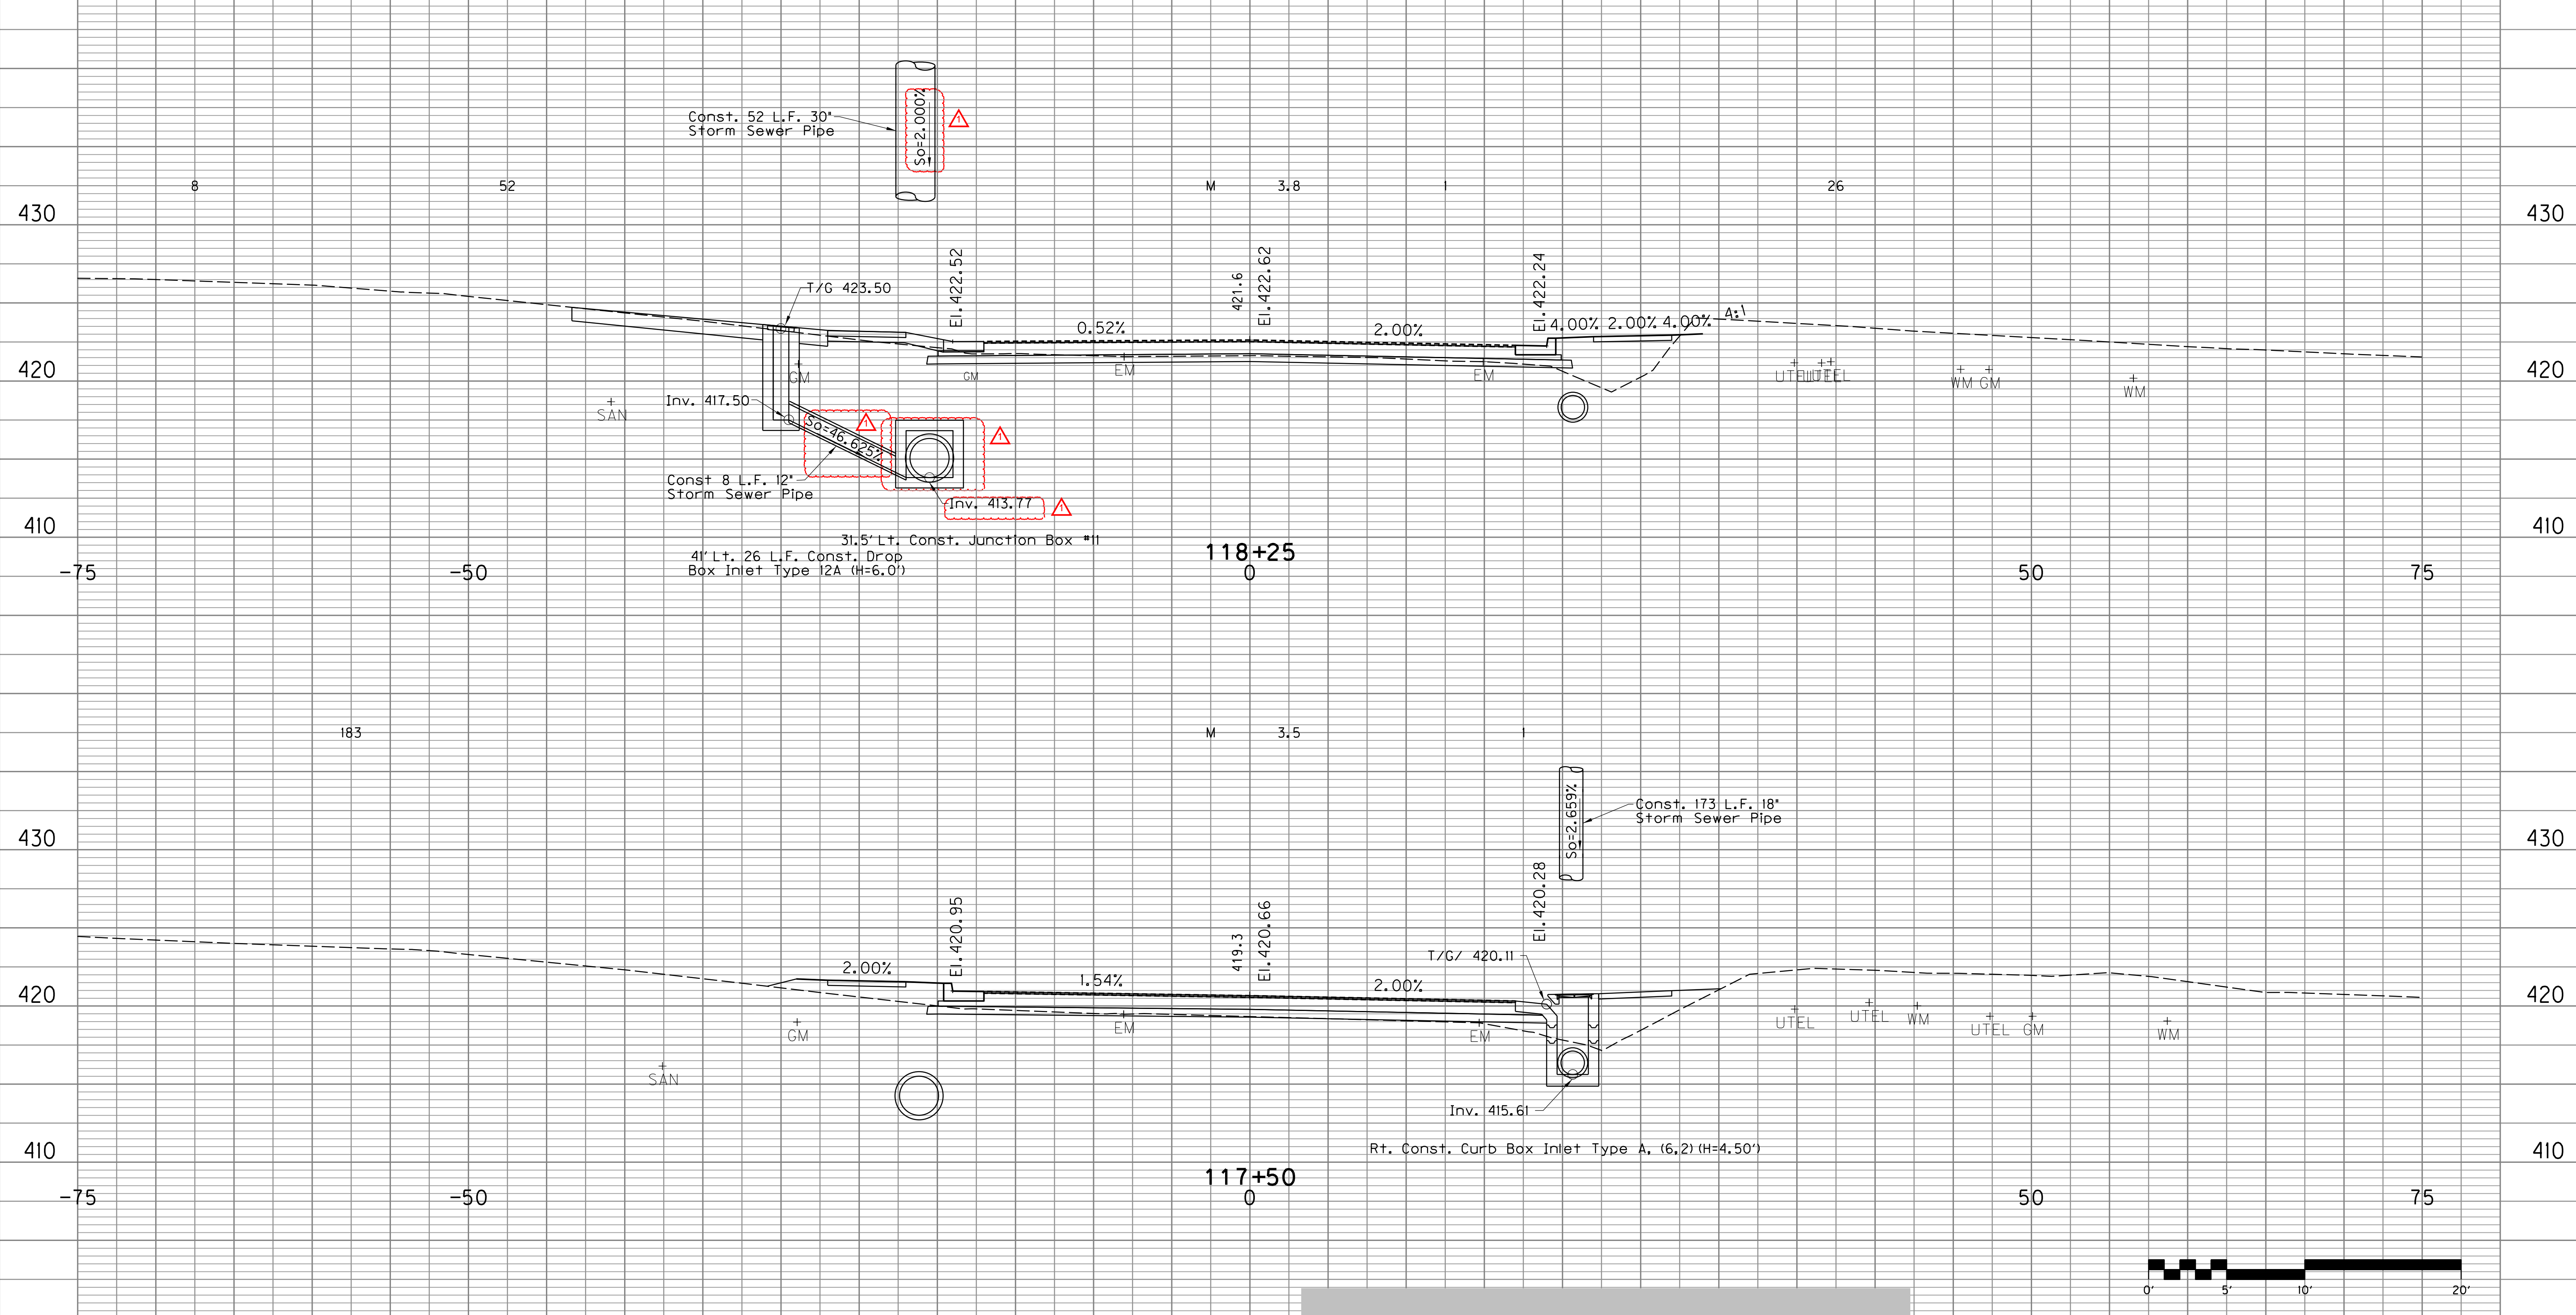 Const. 52 L.F. 30"
Storm Sewer Pipe
So=2.000%
1
8
52
M
3.8
1
26
430
430
El.422.52
421.6
El.422.62
El.422.24
T/G 423.50
0.52%
2.00%
4.00%
2.00%
4.00%
4:1
420
420
GM
GM
EM
EM
UTEL
UTEL
WM
GM
WM
SAN
Inv. 417.50
So=46.625%
1
1
Const 8 L.F. 12"
Storm Sewer Pipe
Inv. 413.77
1
410
410
31.5' Lt. Const. Junction Box #11
41' Lt. 26 L.F. Const. Drop
Box Inlet Type 12A (H=6.0')
118+25
-75
-50
0
50
75
183
M
3.5
1
So=2.659%
Const. 173 L.F. 18"
Storm Sewer Pipe
430
430
El.420.95
419.3
El.420.66
El.420.28
T/G/ 420.11
2.00%
1.54%
2.00%
420
420
GM
EM
EM
UTEL
UTEL
WM
UTEL
GM
WM
SAN
Inv. 415.61
Rt. Const. Curb Box Inlet Type A, (6,2) (H=4.50')
410
410
117+50
-75
-50
0
50
75
0'
5'
10'
20'